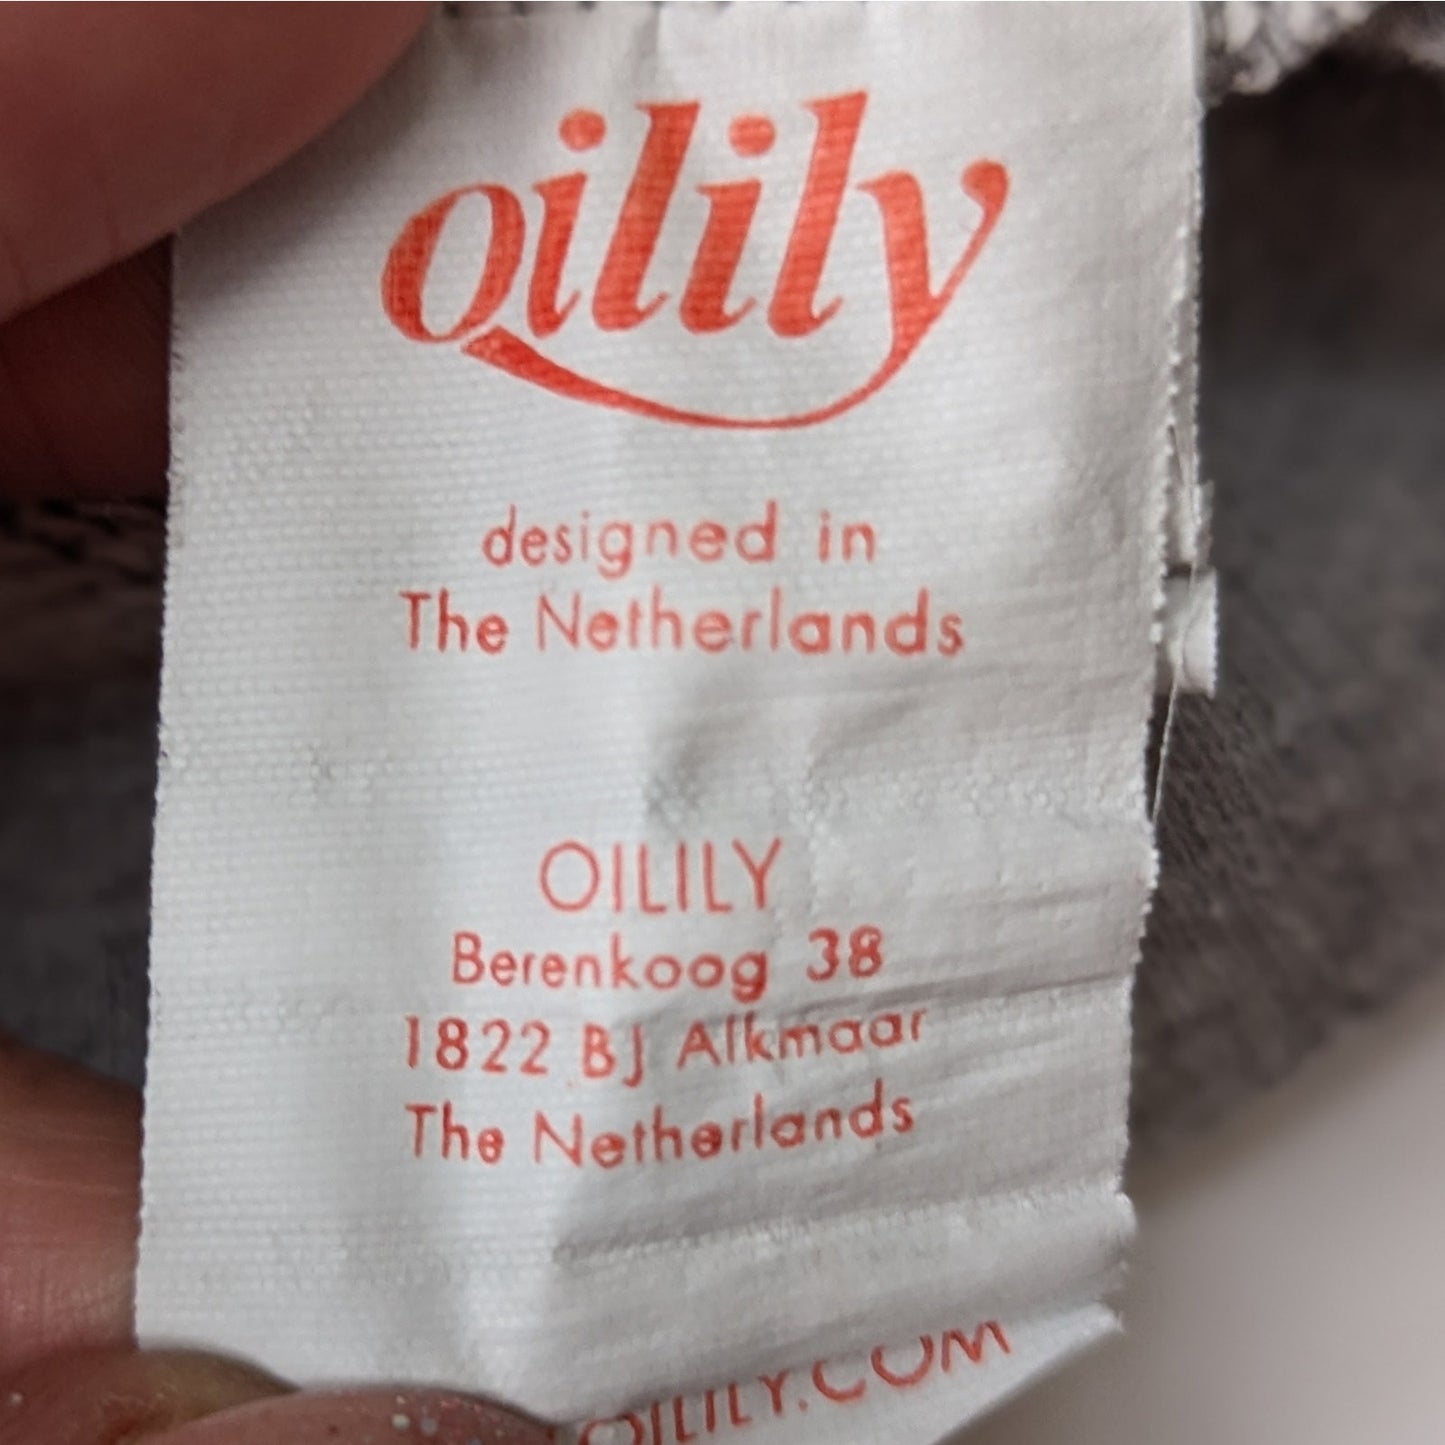 Oilily
designed in
The Netherlands
OILILY
Berenkoog 38
1822 BJ Alkmaar
The Netherlands
OILILY.COM